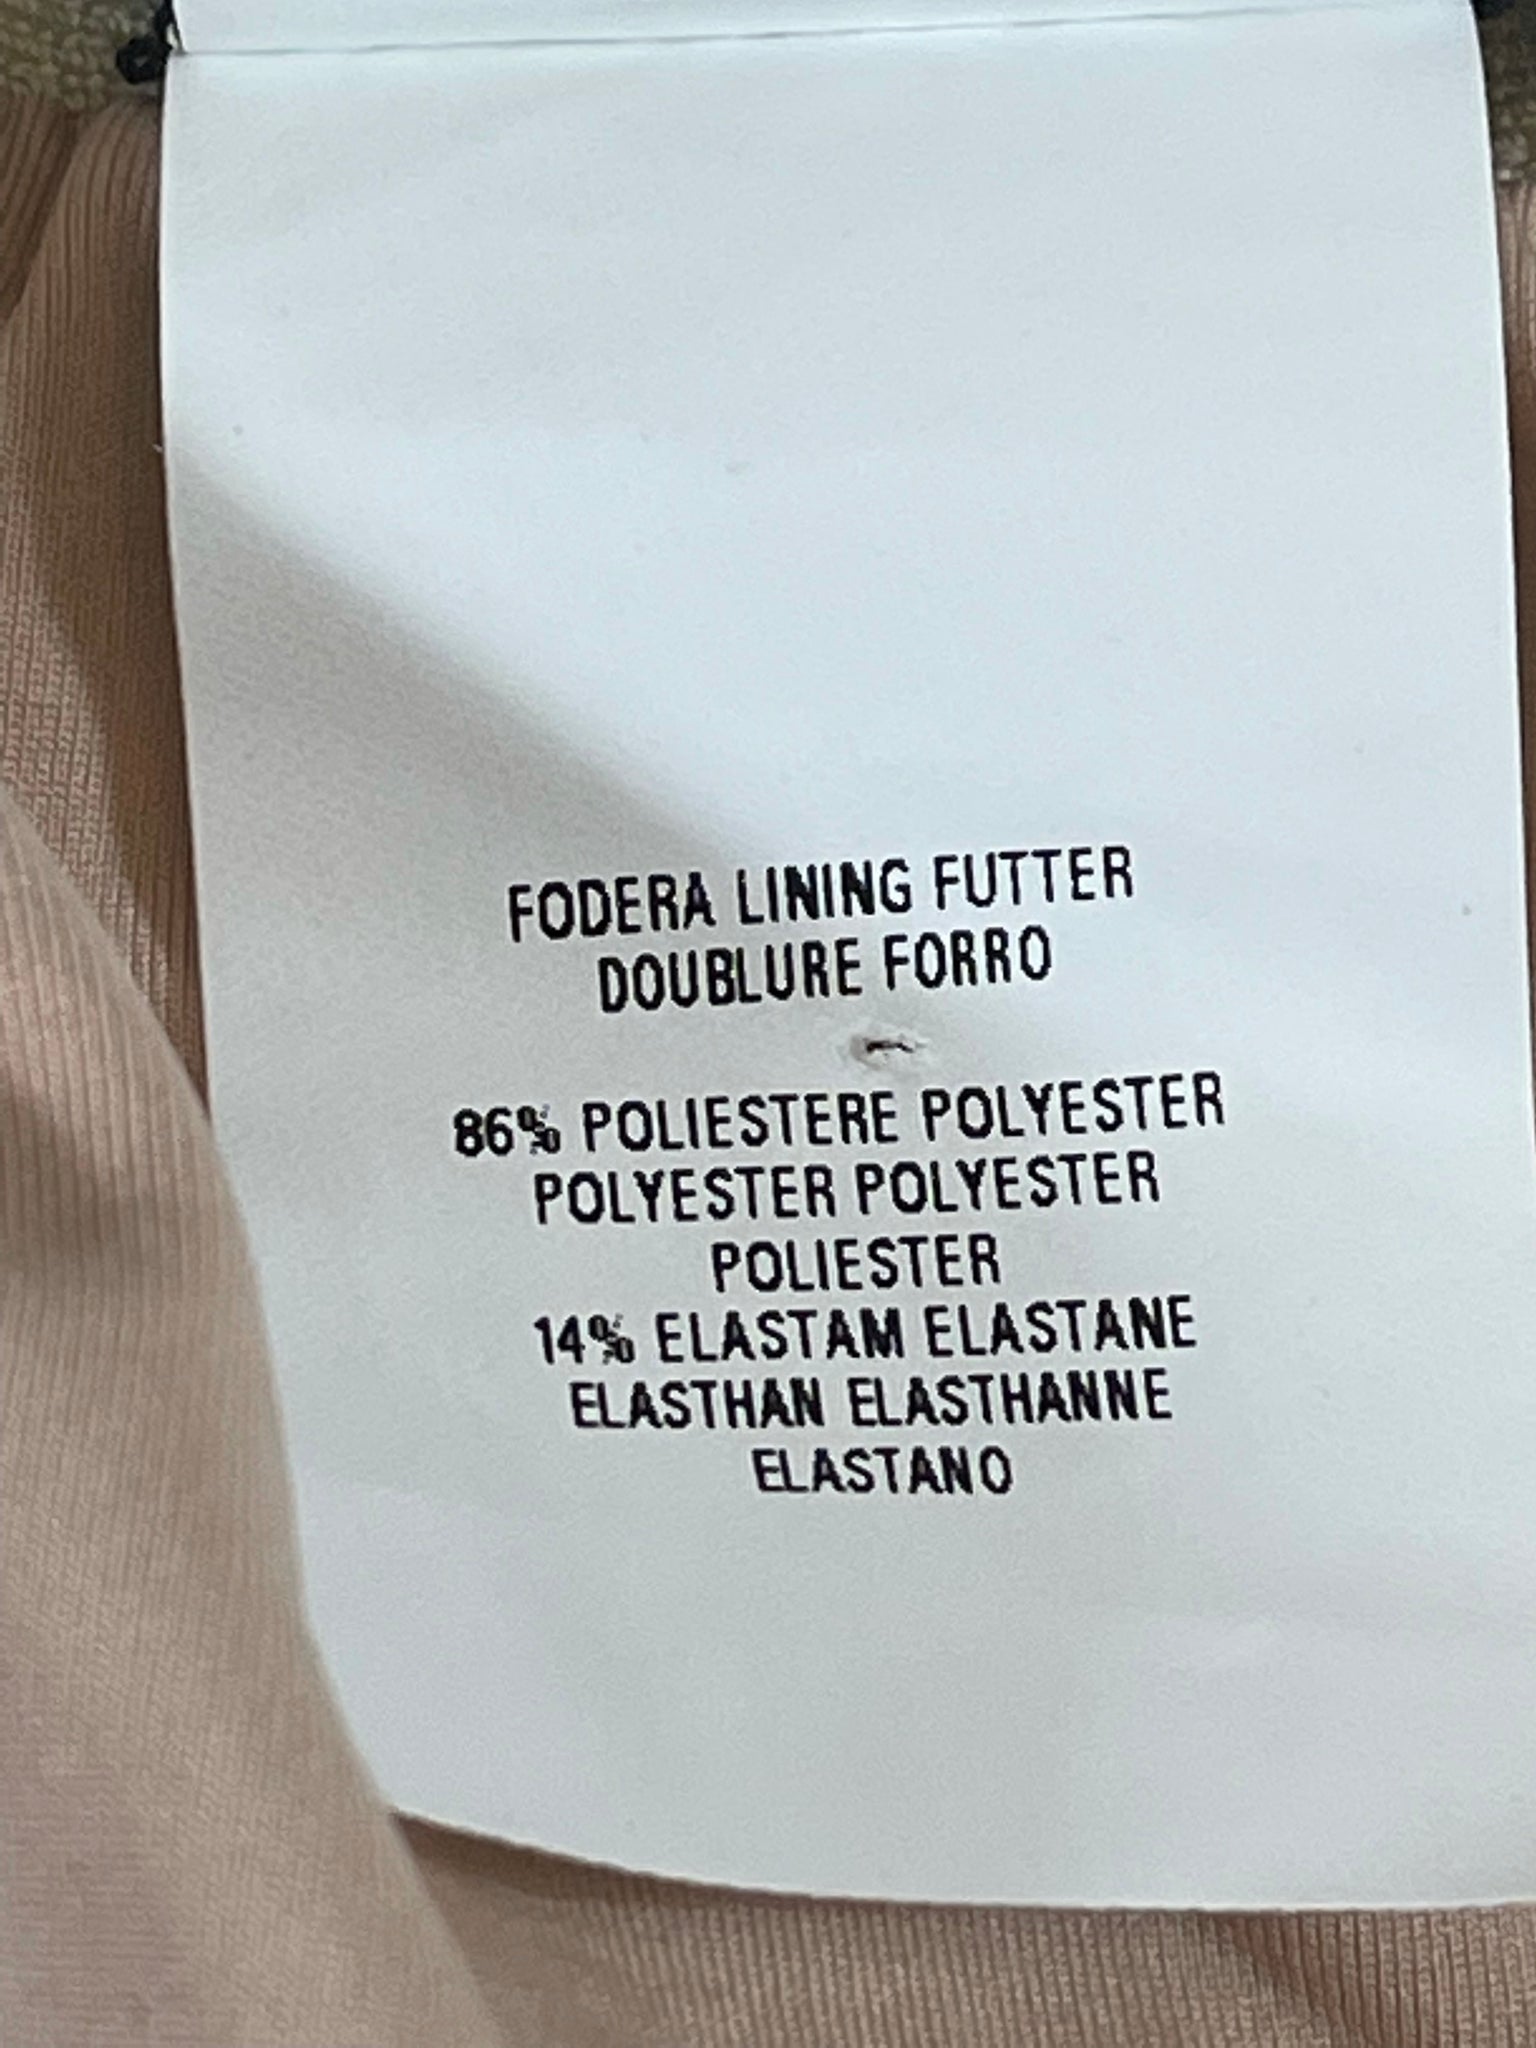 FODERA LINING FUTTER
DOUBLURE FORRO
86% POLIESTERE POLYESTER
POLYESTER POLYESTER
POLIESTER
14% ELASTAM ELASTANE
ELASTHAN ELASTHANNE
ELASTANO